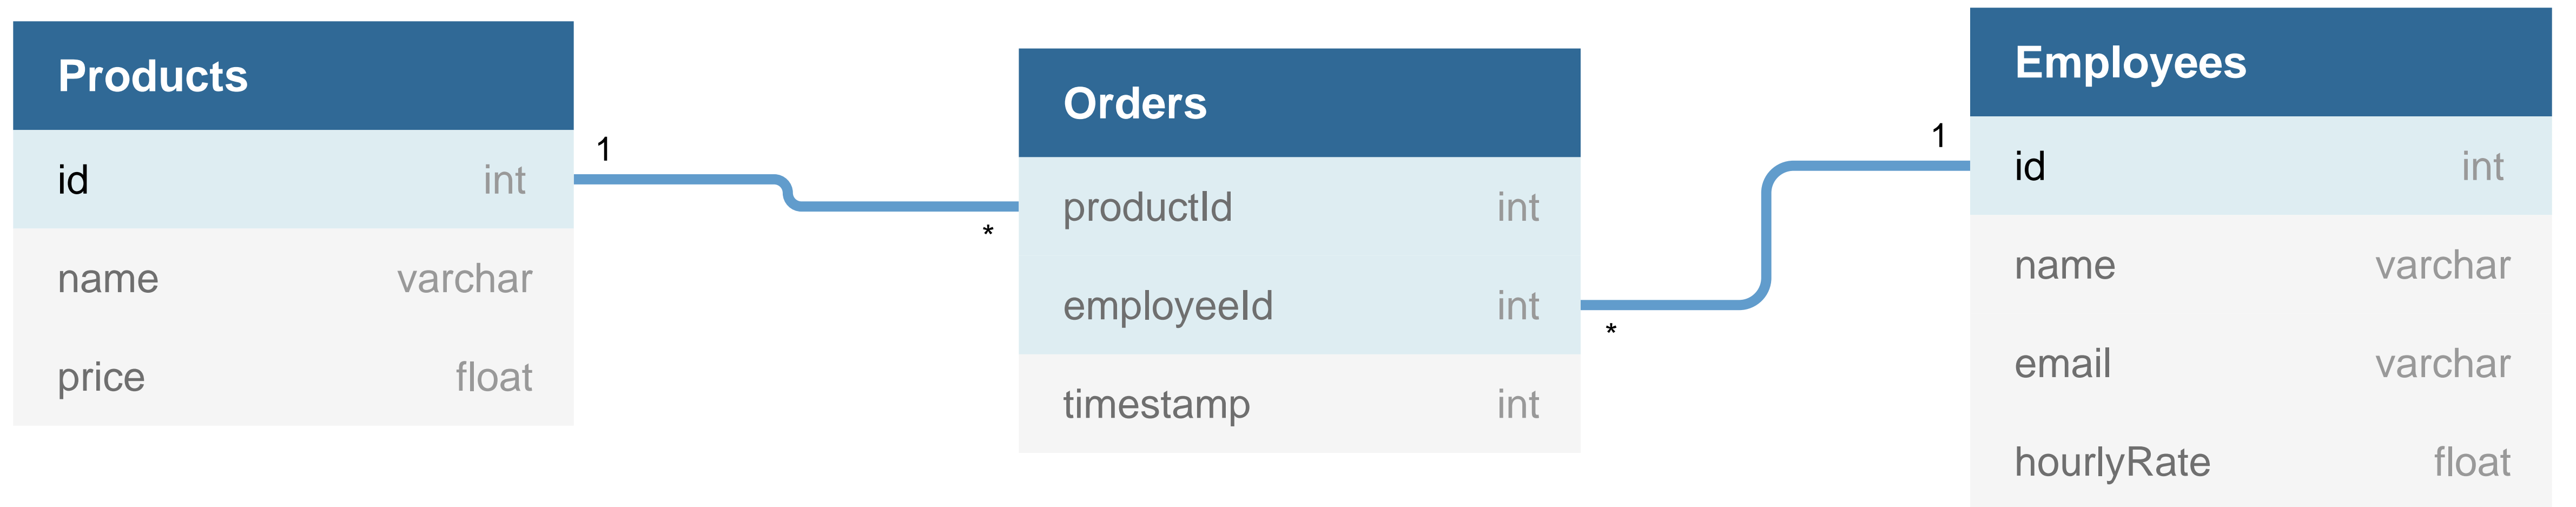 Products
id int
name varchar
price float
1
*
Orders
productId int
employeeId int
timestamp int
1
*
Employees
id int
name varchar
email varchar
hourlyRate float